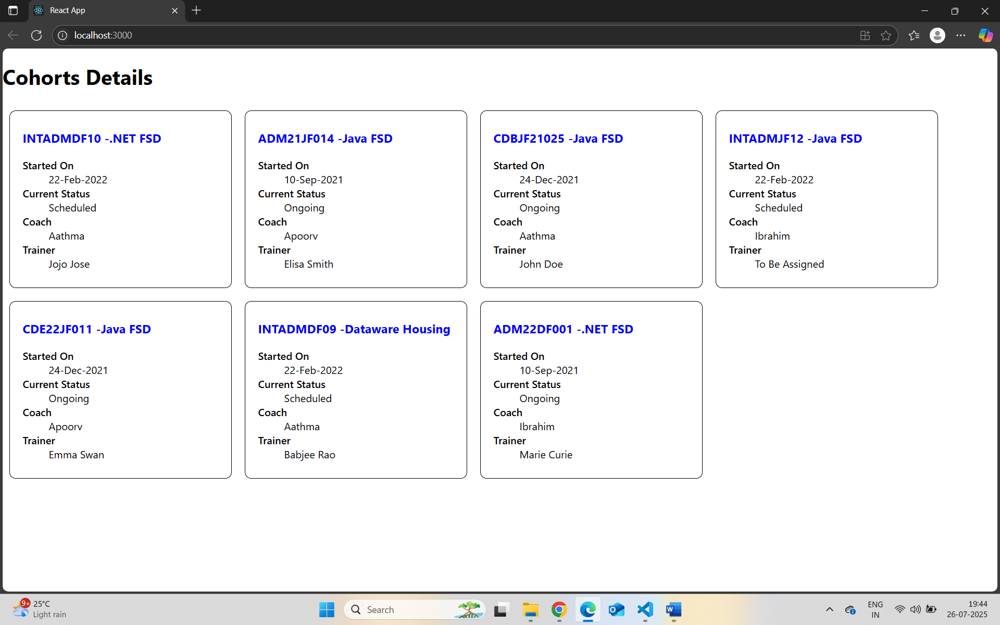 React App
localhost:3000
Cohorts Details
INTADMDF10 -.NET FSD
Started On
22-Feb-2022
Current Status
Scheduled
Coach
Aathma
Trainer
Jojo Jose
ADM21JF014 -Java FSD
Started On
10-Sep-2021
Current Status
Ongoing
Coach
Apoorv
Trainer
Elisa Smith
CDBJF21025 -Java FSD
Started On
24-Dec-2021
Current Status
Ongoing
Coach
Aathma
Trainer
John Doe
INTADMJF12 -Java FSD
Started On
22-Feb-2022
Current Status
Scheduled
Coach
Ibrahim
Trainer
To Be Assigned
CDE22JF011 -Java FSD
Started On
24-Dec-2021
Current Status
Ongoing
Coach
Apoorv
Trainer
Emma Swan
INTADMDF09 -Dataware Housing
Started On
22-Feb-2022
Current Status
Scheduled
Coach
Aathma
Trainer
Babjee Rao
ADM22DF001 -.NET FSD
Started On
10-Sep-2021
Current Status
Ongoing
Coach
Ibrahim
Trainer
Marie Curie
9+
25°C
Light rain
Search
ENG
IN
19:44
26-07-2025